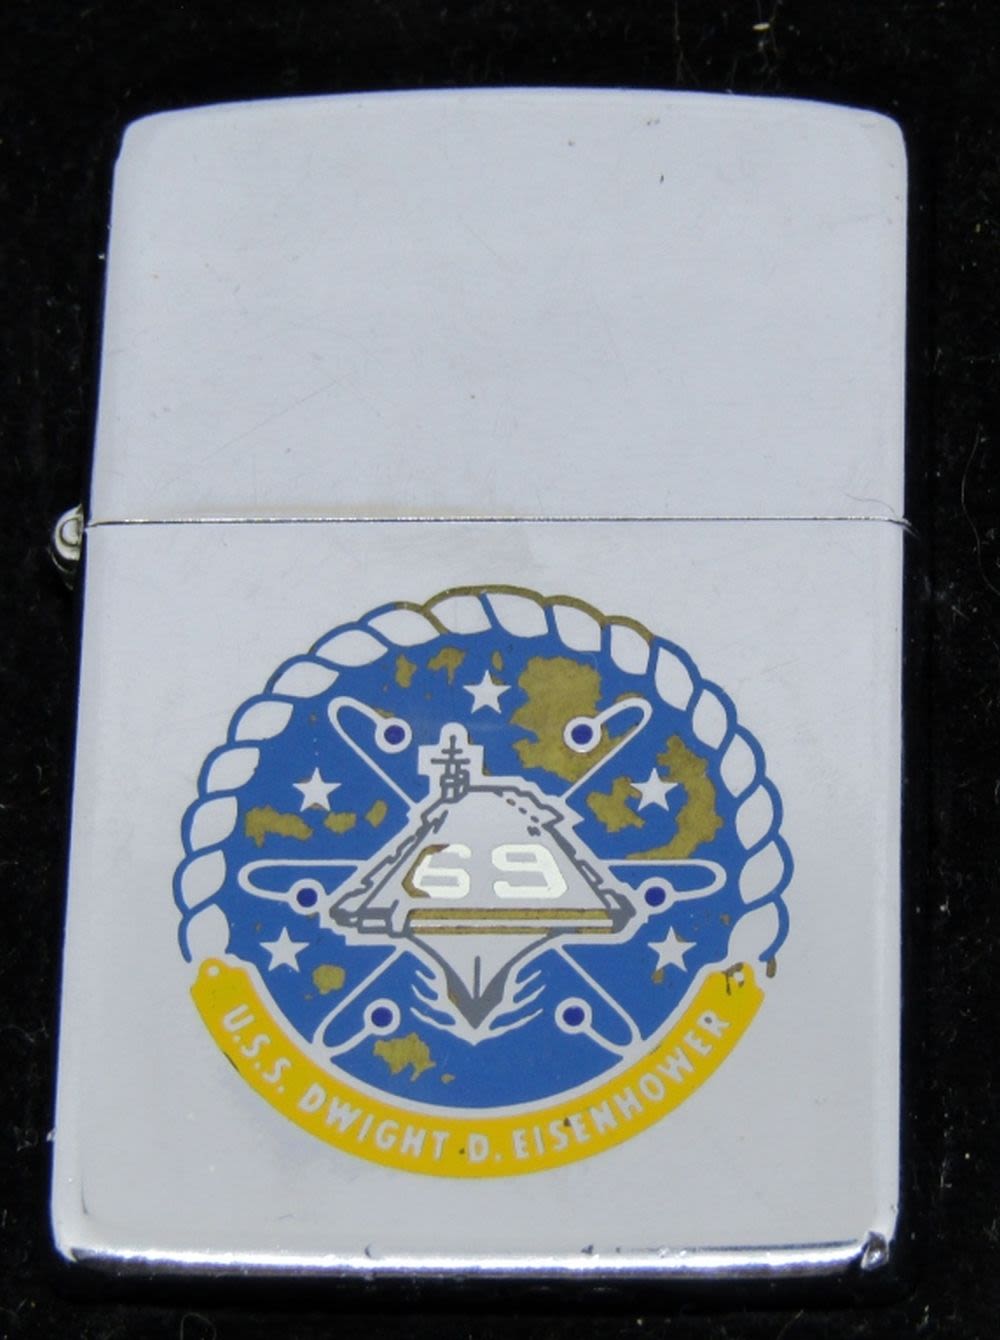 69
U.S.S. DWIGHT D. EISENHOWER